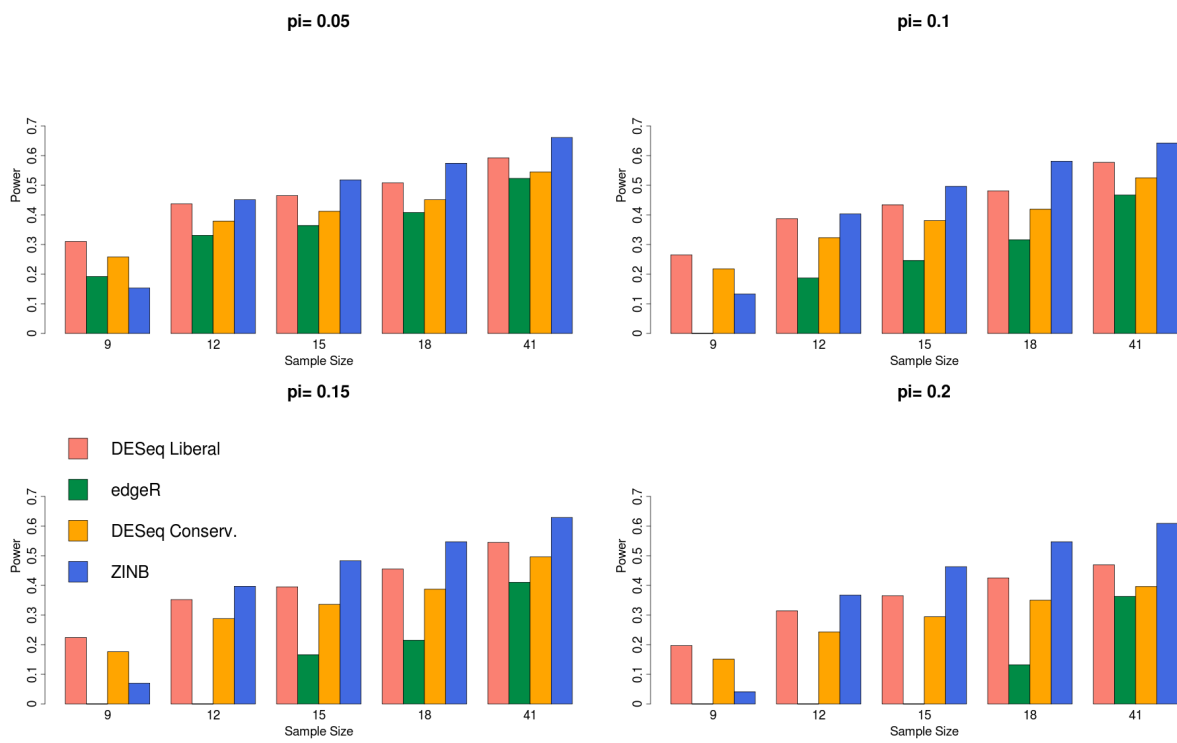 pi= 0.05
Power
0 0.1 0.2 0.3 0.4 0.5 0.6 0.7
9 12 15 18 41
Sample Size
pi= 0.1
Power
0 0.1 0.2 0.3 0.4 0.5 0.6 0.7
9 12 15 18 41
Sample Size
pi= 0.15
DESeq Liberal
edgeR
DESeq Conserv.
ZINB
Power
0 0.1 0.2 0.3 0.4 0.5 0.6 0.7
9 12 15 18 41
Sample Size
pi= 0.2
Power
0 0.1 0.2 0.3 0.4 0.5 0.6 0.7
9 12 15 18 41
Sample Size